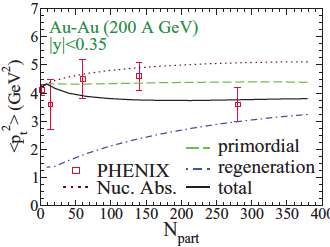 7
6
5
4
3
2
1
0
<p_t^2> (GeV^2)
Au-Au (200 A GeV)
|y|<0.35
primordial
PHENIX
regeneration
Nuc. Abs.
total
0 50 100 150 200 250 300 350 400
N_part